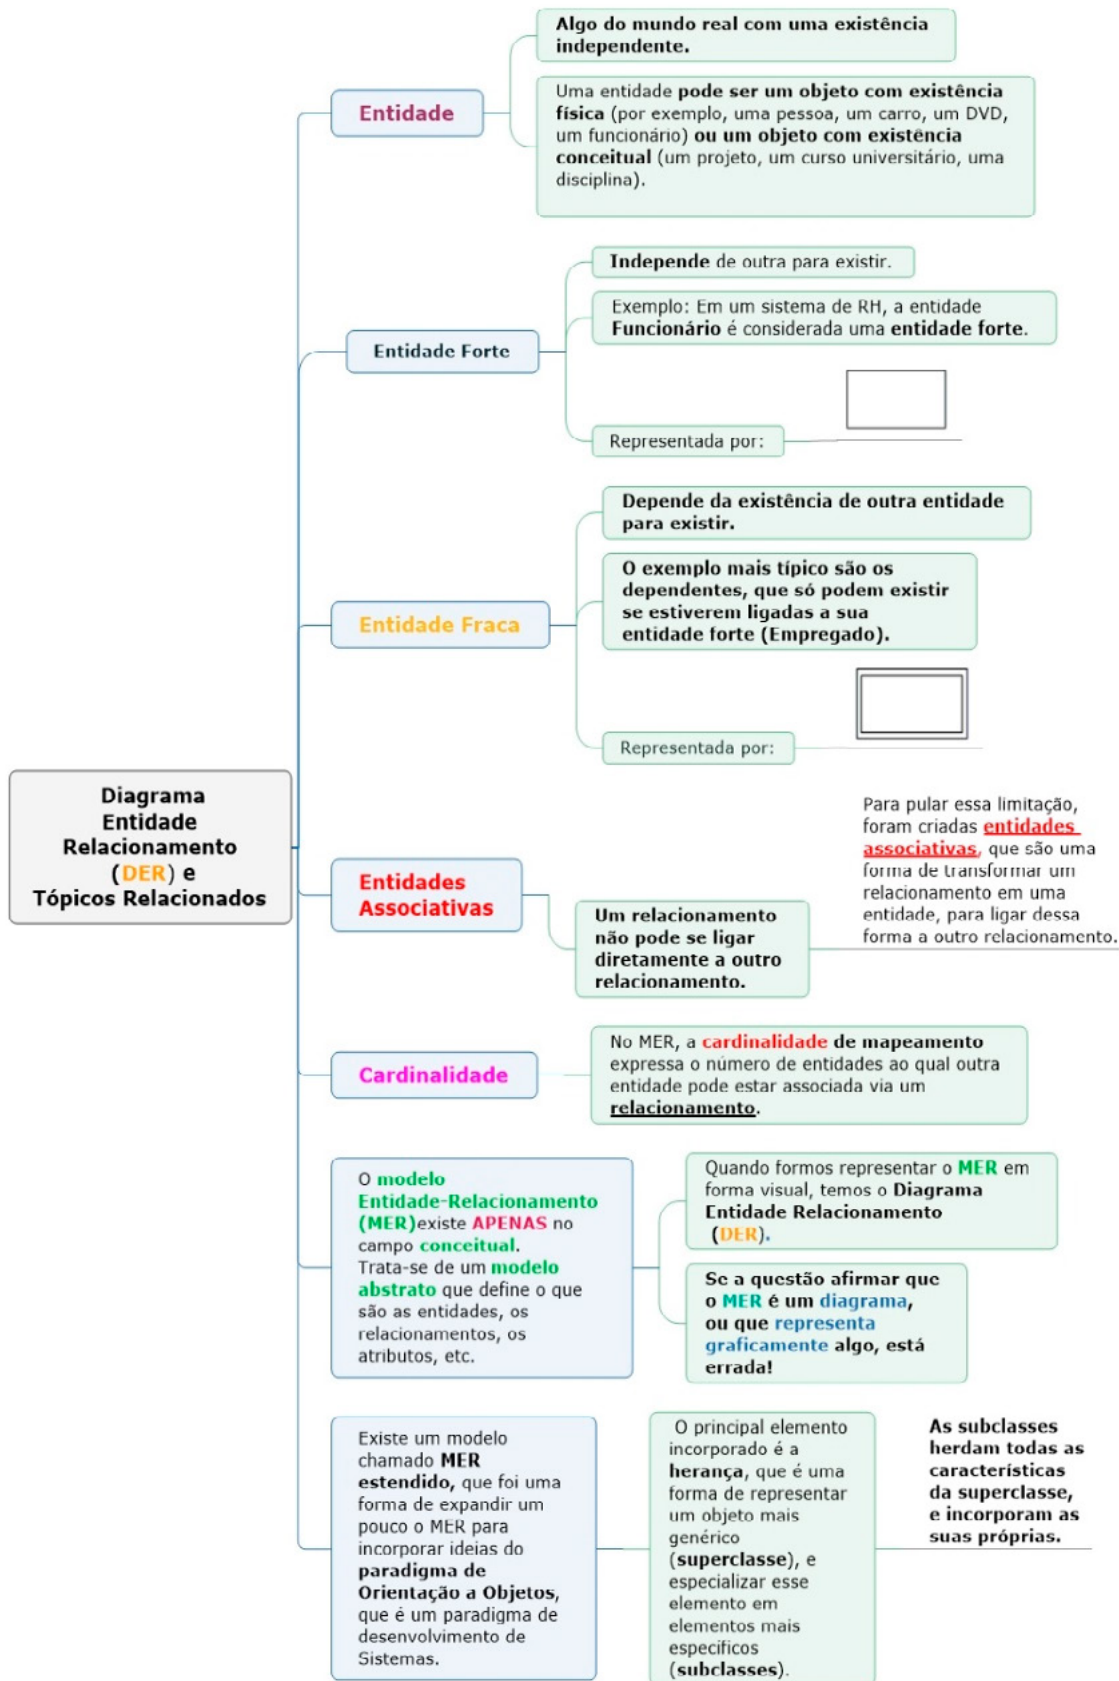 Diagrama
Entidade
Relacionamento
(DER) e
Tópicos Relacionados
Entidade
Algo do mundo real com uma existência
independente.
Uma entidade pode ser um objeto com existência
física (por exemplo, uma pessoa, um carro, um DVD,
um funcionário) ou um objeto com existência
conceitual (um projeto, um curso universitário, uma
disciplina).
Entidade Forte
Independe de outra para existir.
Exemplo: Em um sistema de RH, a entidade
Funcionário é considerada uma entidade forte.
Representada por:
Entidade Fraca
Depende da existência de outra entidade
para existir.
O exemplo mais típico são os
dependentes, que só podem existir
se estiverem ligadas a sua
entidade forte (Empregado).
Representada por:
Entidades
Associativas
Um relacionamento
não pode se ligar
diretamente a outro
relacionamento.
Para pular essa limitação,
foram criadas entidades
associativas, que são uma
forma de transformar um
relacionamento em uma
entidade, para ligar dessa
forma a outro relacionamento.
Cardinalidade
No MER, a cardinalidade de mapeamento
expressa o número de entidades ao qual outra
entidade pode estar associada via um
relacionamento.
O modelo
Entidade-Relacionamento
(MER)existe APENAS no
campo conceitual.
Trata-se de um modelo
abstrato que define o que
são as entidades, os
relacionamentos, os
atributos, etc.
Quando formos representar o MER em
forma visual, temos o Diagrama
Entidade Relacionamento
(DER).
Se a questão afirmar que
o MER é um diagrama,
ou que representa
graficamente algo, está
errada!
Existe um modelo
chamado MER
estendido, que foi uma
forma de expandir um
pouco o MER para
incorporar ideias do
paradigma de
Orientação a Objetos,
que é um paradigma de
desenvolvimento de
Sistemas.
O principal elemento
incorporado é a
herança, que é uma
forma de representar
um objeto mais
genérico
(superclasse), e
especializar esse
elemento em
elementos mais
específicos
(subclasses).
As subclasses
herdam todas as
características
da superclasse,
e incorporam as
suas próprias.